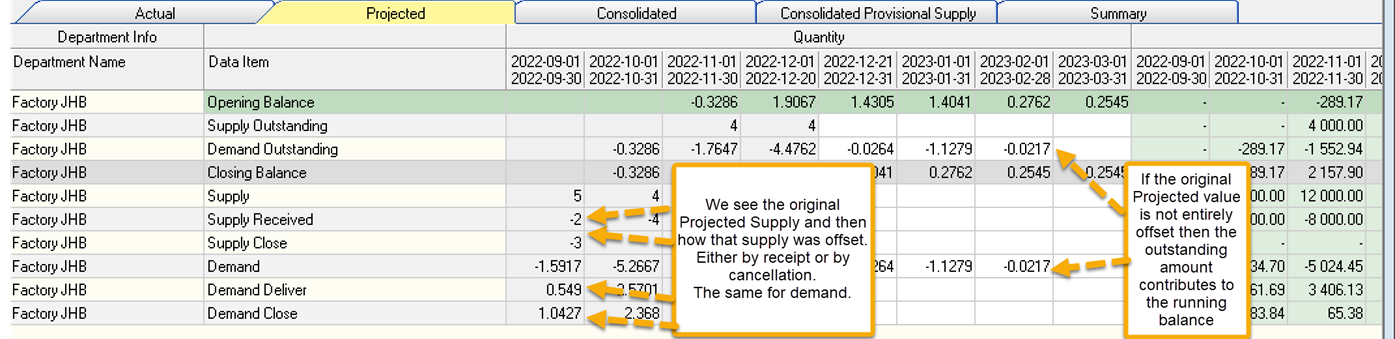 Actual Projected Consolidated Consolidated Provisional Supply Summary
Department Info Quantity
Department Name Data Item 2022-09-01 2022-10-01 2022-11-01 2022-12-01 2022-12-21 2023-01-01 2023-02-01 2023-03-01 2022-09-01 2022-10-01 2022-11-01
2022-09-30 2022-10-31 2022-11-30 2022-12-20 2022-12-31 2023-01-31 2023-02-28 2023-03-31 2022-09-30 2022-10-31 2022-11-30
Factory JHB Opening Balance -0.3286 1.9067 1.4305 1.4041 0.2762 0.2545 - - -289.17
Factory JHB Supply Outstanding 4 4 - - 4 000.00
Factory JHB Demand Outstanding -0.3286 -1.7647 -4.4762 -0.0264 -1.1279 -0.0217 - -289.17 -1 552.94
Factory JHB Closing Balance -0.3286 041 0.2762 0.2545 0.2545 89.17 2 157.90
Factory JHB Supply 5 4 00.00 12 000.00
Factory JHB Supply Received -2 -4 00.00 -8 000.00
Factory JHB Supply Close -3 - -
Factory JHB Demand -1.5917 -5.2667 264 -1.1279 -0.0217 34.70 -5 024.45
Factory JHB Demand Deliver 0.549 2.5701 61.69 3 406.13
Factory JHB Demand Close 1.0427 2.368 83.84 65.38
We see the original
Projected Supply and then
how that supply was offset.
Either by receipt or by
cancellation.
The same for demand.
If the original
Projected value
is not entirely
offset then the
outstanding
amount
contributes to
the running
balance